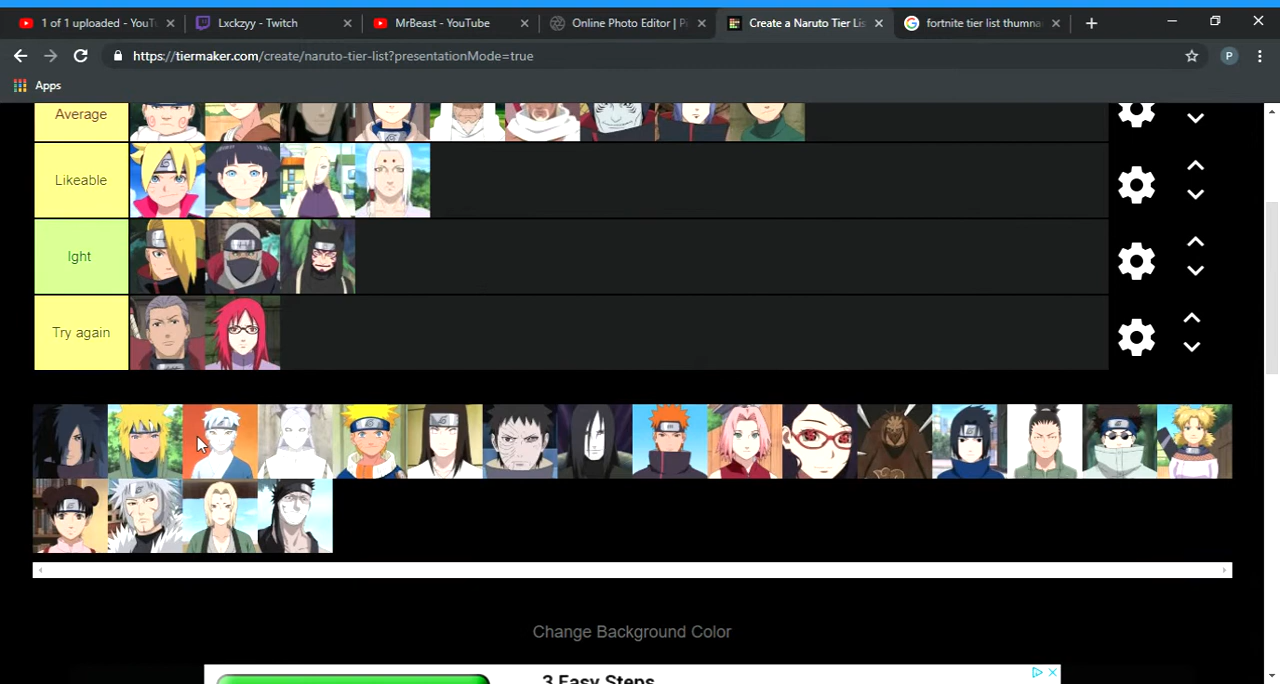 1 of 1 uploaded - YouT
Lxckzyy - Twitch
MrBeast - YouTube
Online Photo Editor | Pi
Create a Naruto Tier Lis
fortnite tier list thumna
https://tiermaker.com/create/naruto-tier-list?presentationMode=true
P
Apps
Average
Likeable
Ight
Try again
Change Background Color
3 Easy Steps